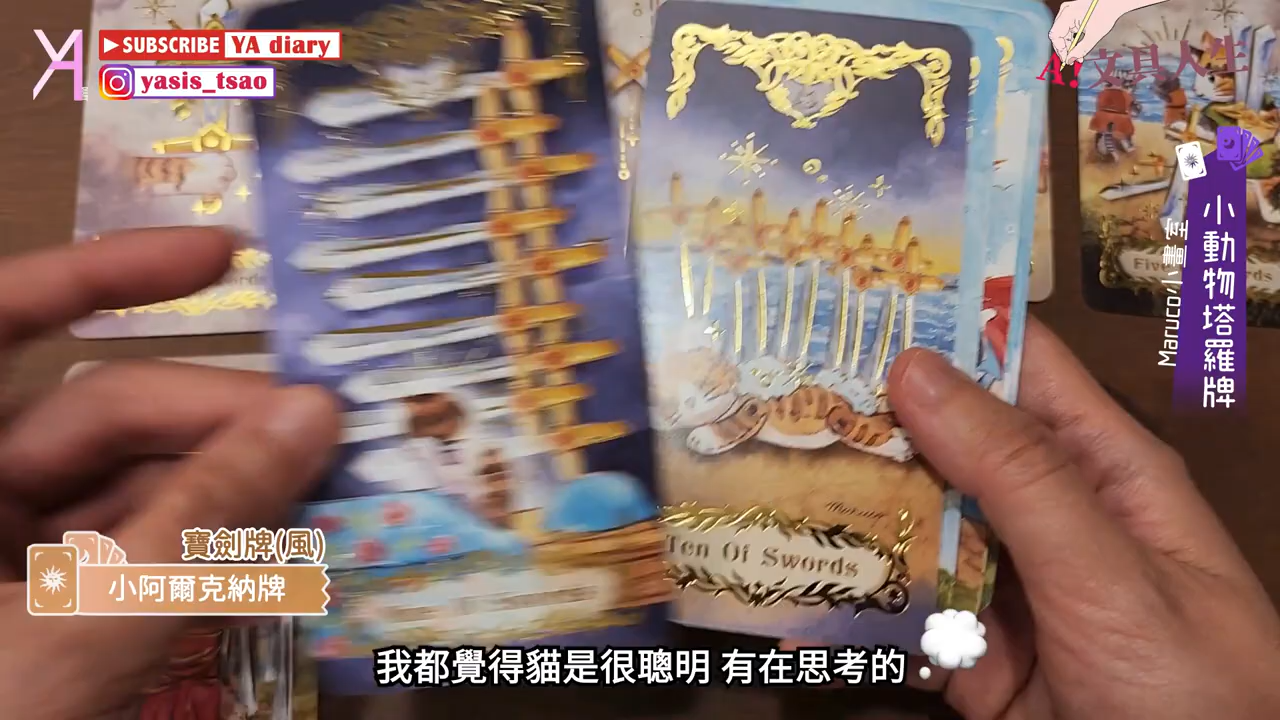 YA
SUBSCRIBE YA diary
yasis_tsao
A!文具人生
小動物塔羅牌
Maruco小畫室
Five
Ten Of Swords
寶劍牌(風)
小阿爾克納牌
我都覺得貓是很聰明 有在思考的